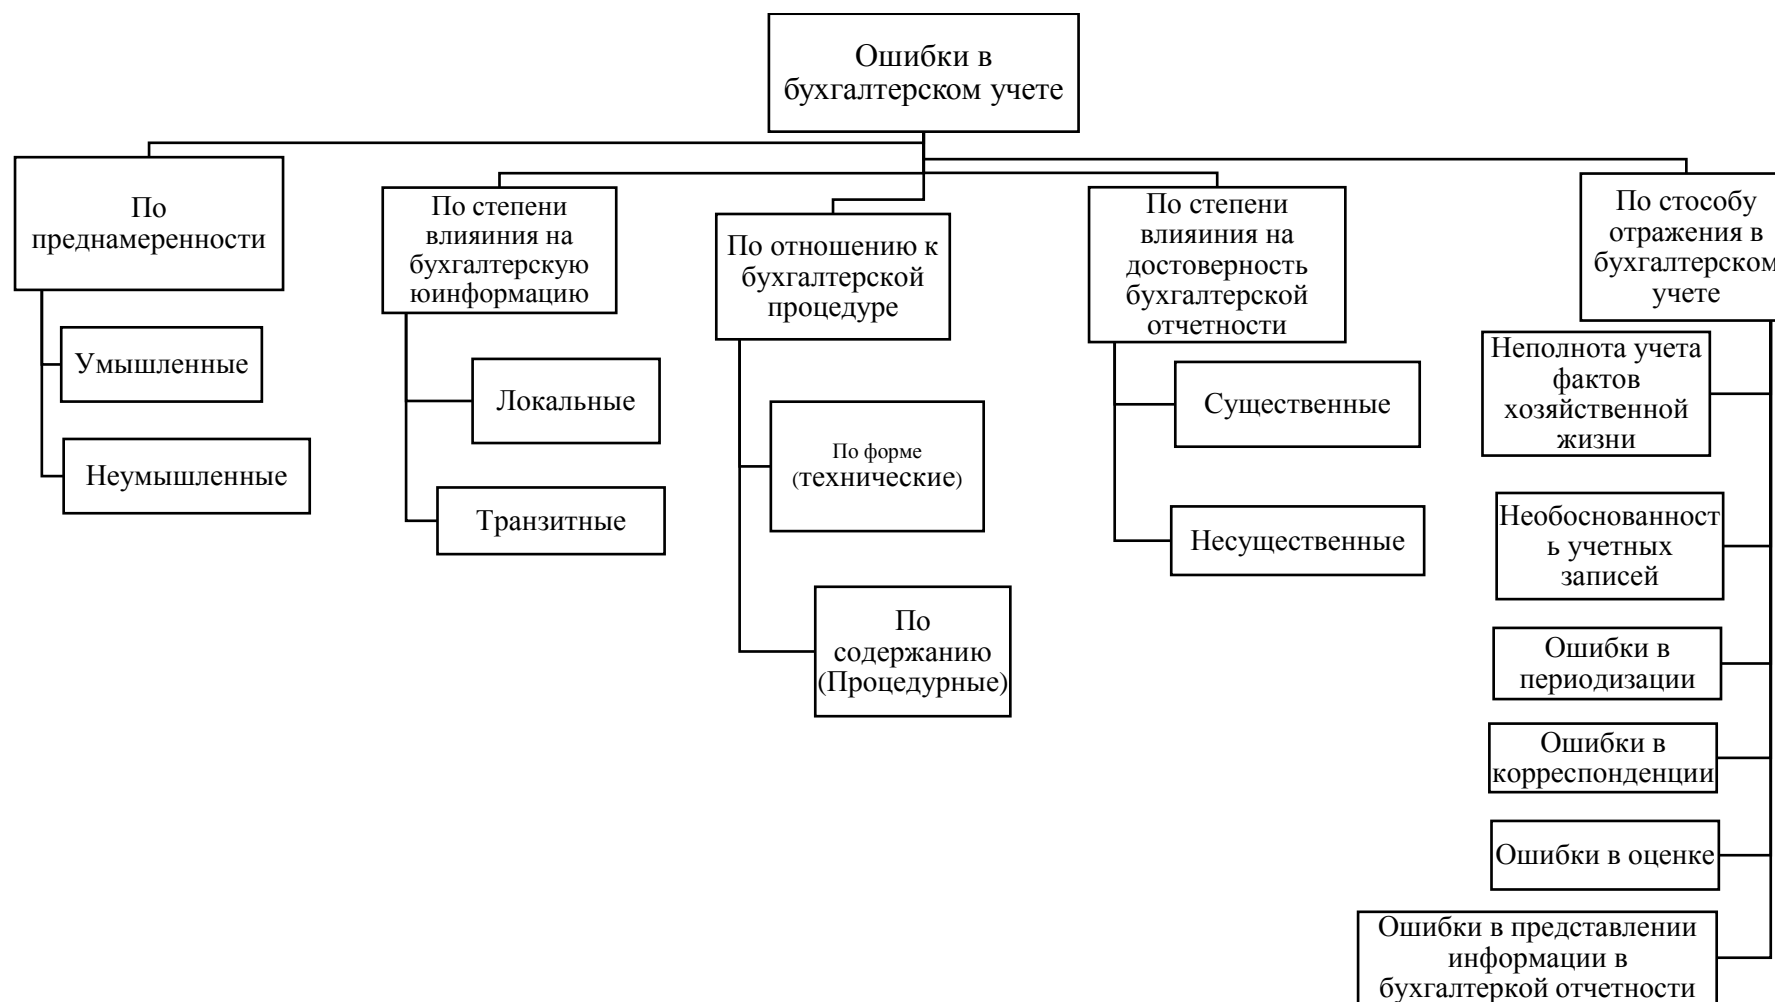 Ошибки в
бухгалтерском учете
По
преднамеренности
Умышленные
Неумышленные
По степени
влияиния на
бухгалтерскую
юинформацию
Локальные
Транзитные
По отношению к
бухгалтерской
процедуре
По форме
(технические)
По
содержанию
(Процедурные)
По степени
влияиния на
достоверность
бухгалтерской
отчетности
Существенные
Несущественные
По стособу
отражения в
бухгалтерском
учете
Неполнота учета
фактов
хозяйственной
жизни
Необоснованност
ь учетных
записей
Ошибки в
периодизации
Ошибки в
корреспонденции
Ошибки в оценке
Ошибки в представлении
информации в
бухгалтеркой отчетности